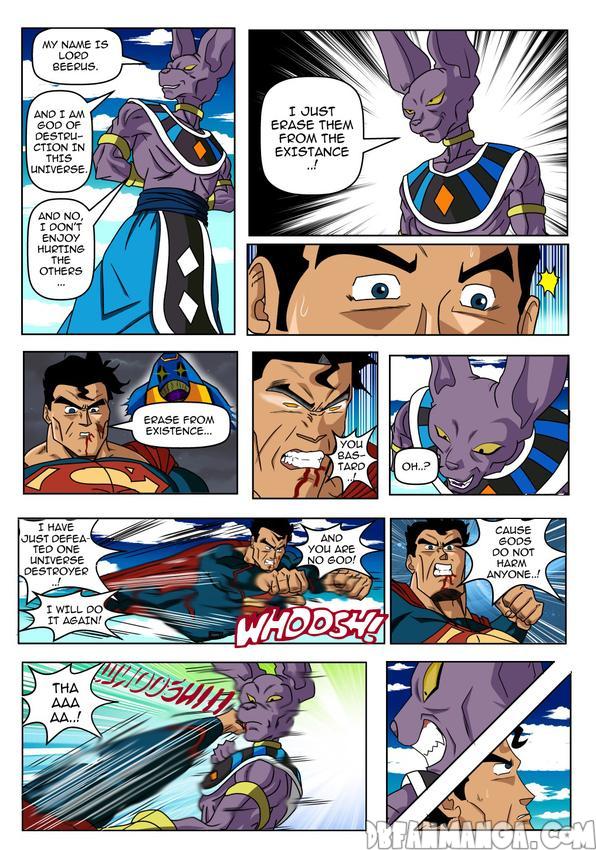 MY NAME IS
LORD
BEERUS.
AND I AM
GOD OF
DESTRU-
CTION IN
THIS
UNIVERSE.
AND NO,
I DON'T
ENJOY
HURTING
THE
OTHERS
...
I JUST
ERASE THEM
FROM THE
EXISTANCE
..!
ERASE FROM
EXISTENCE...
YOU
BAS-
TARD
..!
OH..?
I HAVE
JUST DEFEA-
TED ONE
UNIVERSE
DESTROYER
..!
I WILL DO
IT AGAIN!
AND
YOU ARE
NO GOD!
WHOOSH!
CAUSE
GODS
DO NOT
HARM
ANYONE..!
THA
AAA
AA..!
DBFANMANGA.COM